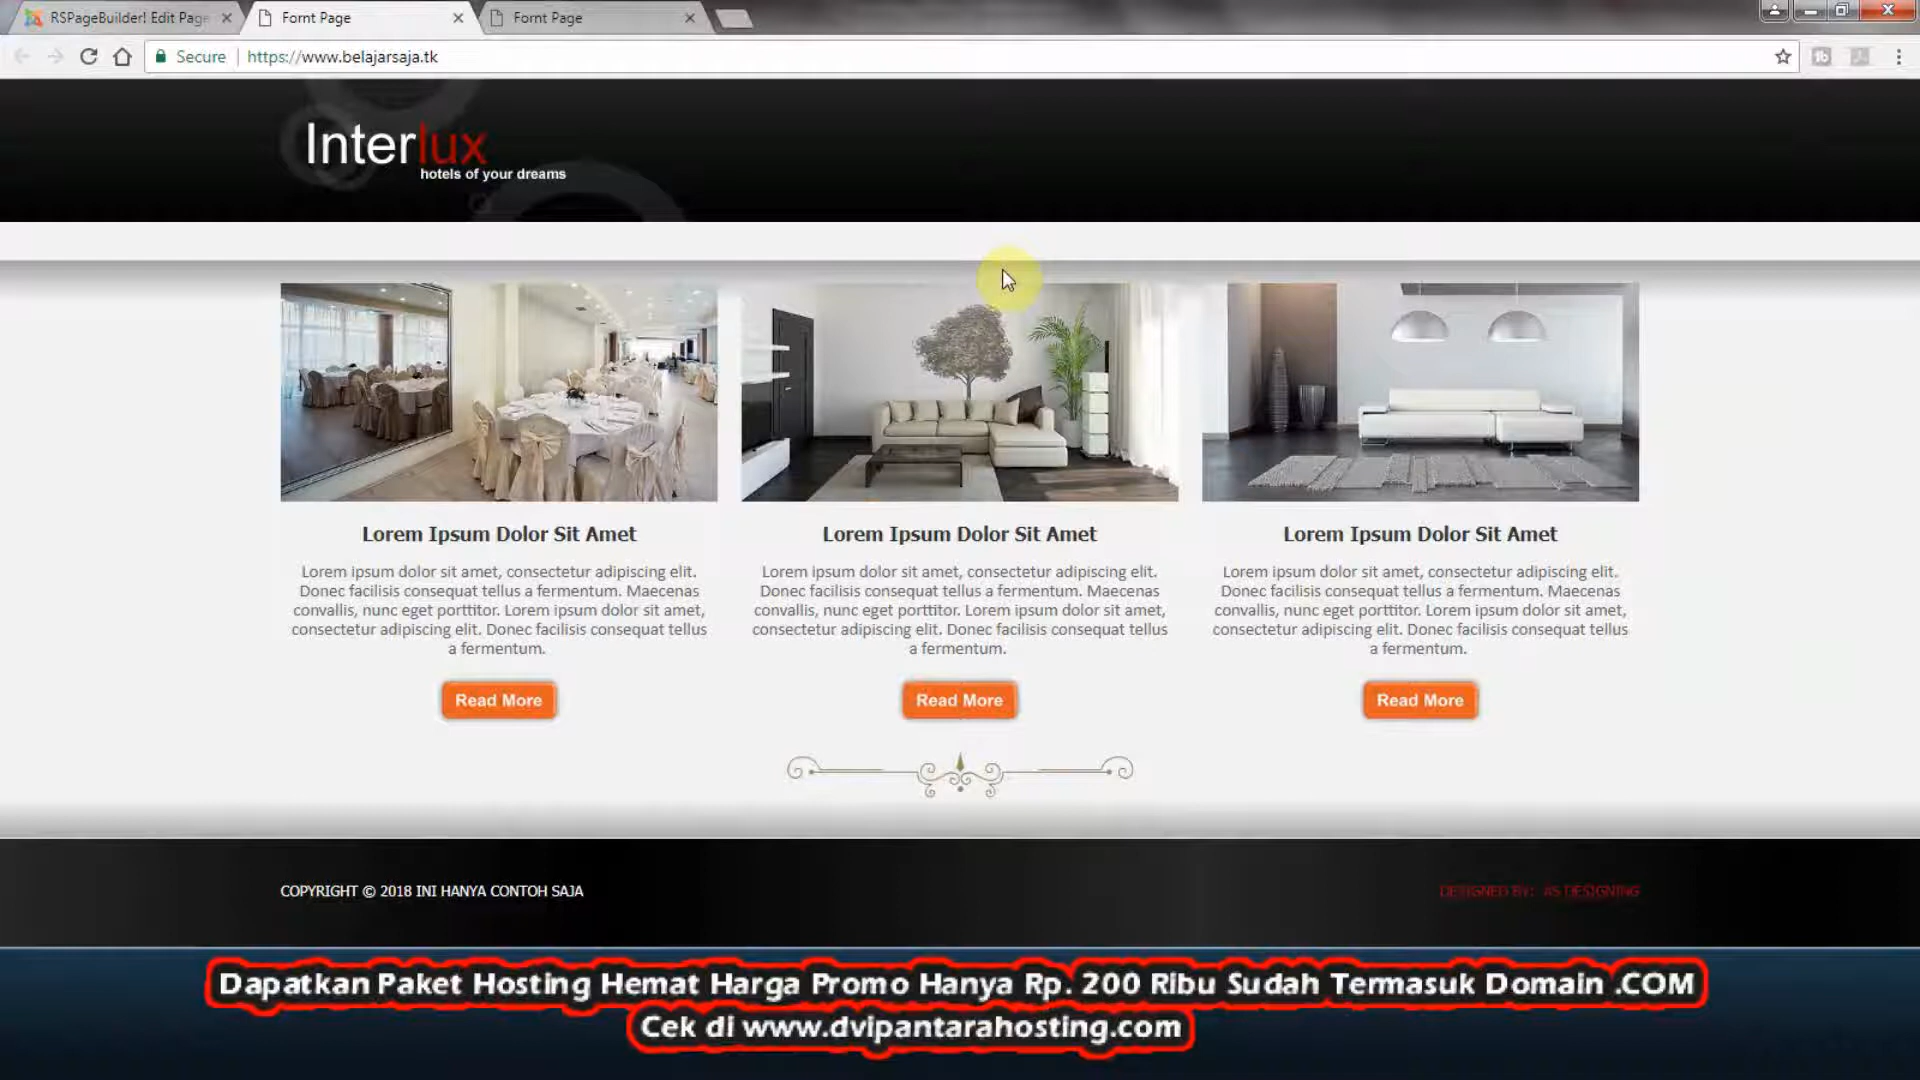 RSPageBuilder! Edit Page
Fornt Page
Fornt Page
Secure
https://www.belajarsaja.tk
Interlux
hotels of your dreams
Lorem Ipsum Dolor Sit Amet
Lorem ipsum dolor sit amet, consectetur adipiscing elit.
Donec facilisis consequat tellus a fermentum. Maecenas
convallis, nunc eget porttitor. Lorem ipsum dolor sit amet,
consectetur adipiscing elit. Donec facilisis consequat tellus
a fermentum.
Read More
Lorem Ipsum Dolor Sit Amet
Lorem ipsum dolor sit amet, consectetur adipiscing elit.
Donec facilisis consequat tellus a fermentum. Maecenas
convallis, nunc eget porttitor. Lorem ipsum dolor sit amet,
consectetur adipiscing elit. Donec facilisis consequat tellus
a fermentum.
Read More
Lorem Ipsum Dolor Sit Amet
Lorem ipsum dolor sit amet, consectetur adipiscing elit.
Donec facilisis consequat tellus a fermentum. Maecenas
convallis, nunc eget porttitor. Lorem ipsum dolor sit amet,
consectetur adipiscing elit. Donec facilisis consequat tellus
a fermentum.
Read More
COPYRIGHT © 2018 INI HANYA CONTOH SAJA
DESIGNED BY: AS DESIGNING
Dapatkan Paket Hosting Hemat Harga Promo Hanya Rp. 200 Ribu Sudah Termasuk Domain .COM
Cek di www.dvipantarahosting.com